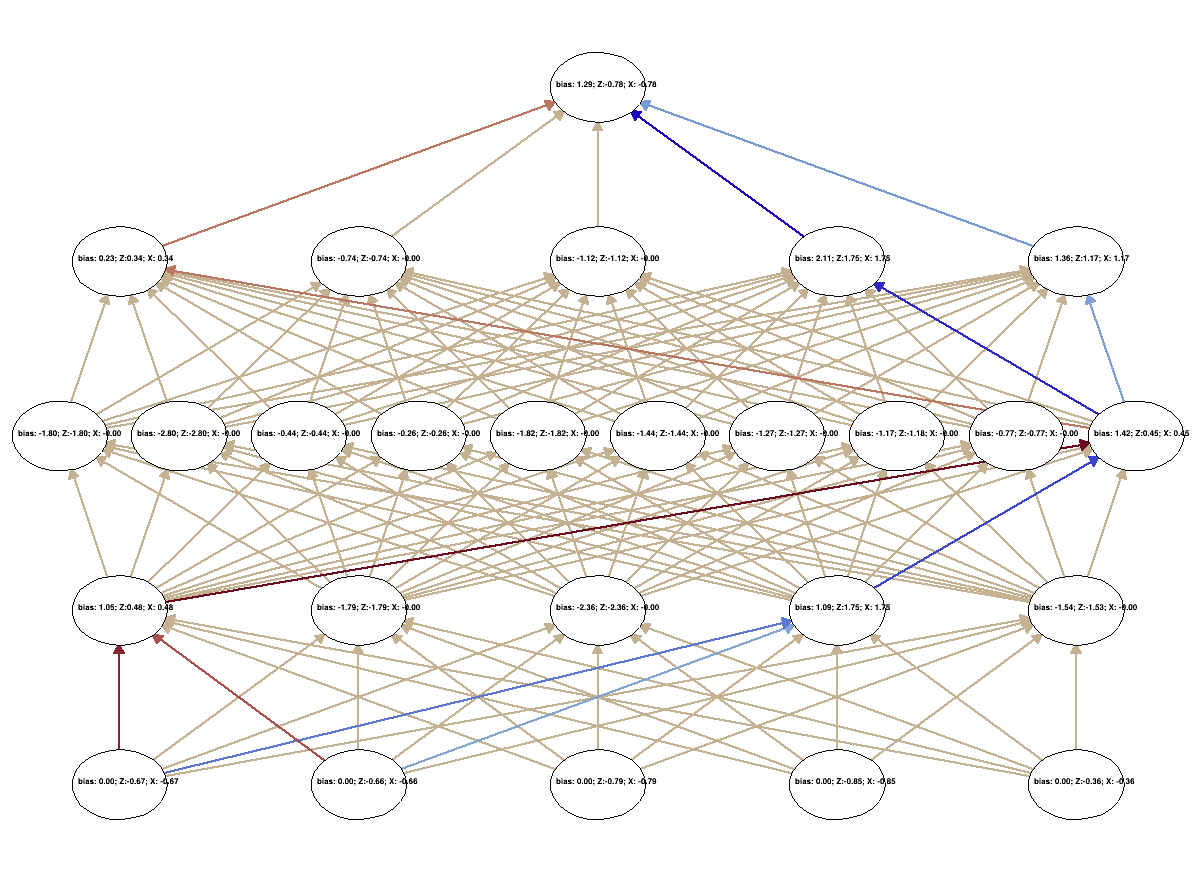 bias: 1.29; Z:-0.78; X: -0.78
bias: 0.23; Z:0.34; X: 0.34
bias: -0.74; Z:-0.74; X: -0.00
bias: -1.12; Z:-1.12; X: -0.00
bias: 2.11; Z:1.75; X: 1.75
bias: 1.36; Z:1.17; X: 1.17
bias: -1.80; Z:-1.80; X: -0.00
bias: -2.80; Z:-2.80; X: -0.00
bias: -0.44; Z:-0.44; X: -0.00
bias: -0.26; Z:-0.26; X: -0.00
bias: -1.82; Z:-1.82; X: -0.00
bias: -1.44; Z:-1.44; X: -0.00
bias: -1.27; Z:-1.27; X: -0.00
bias: -1.17; Z:-1.18; X: -0.00
bias: -0.77; Z:-0.77; X: -0.00
bias: 1.42; Z:0.45; X: 0.45
bias: 1.05; Z:0.48; X: 0.48
bias: -1.79; Z:-1.79; X: -0.00
bias: -2.36; Z:-2.36; X: -0.00
bias: 1.09; Z:1.75; X: 1.75
bias: -1.54; Z:-1.53; X: -0.00
bias: 0.00; Z:-0.67; X: -0.67
bias: 0.00; Z:-0.66; X: -0.66
bias: 0.00; Z:-0.79; X: -0.79
bias: 0.00; Z:-0.85; X: -0.85
bias: 0.00; Z:-0.36; X: -0.36